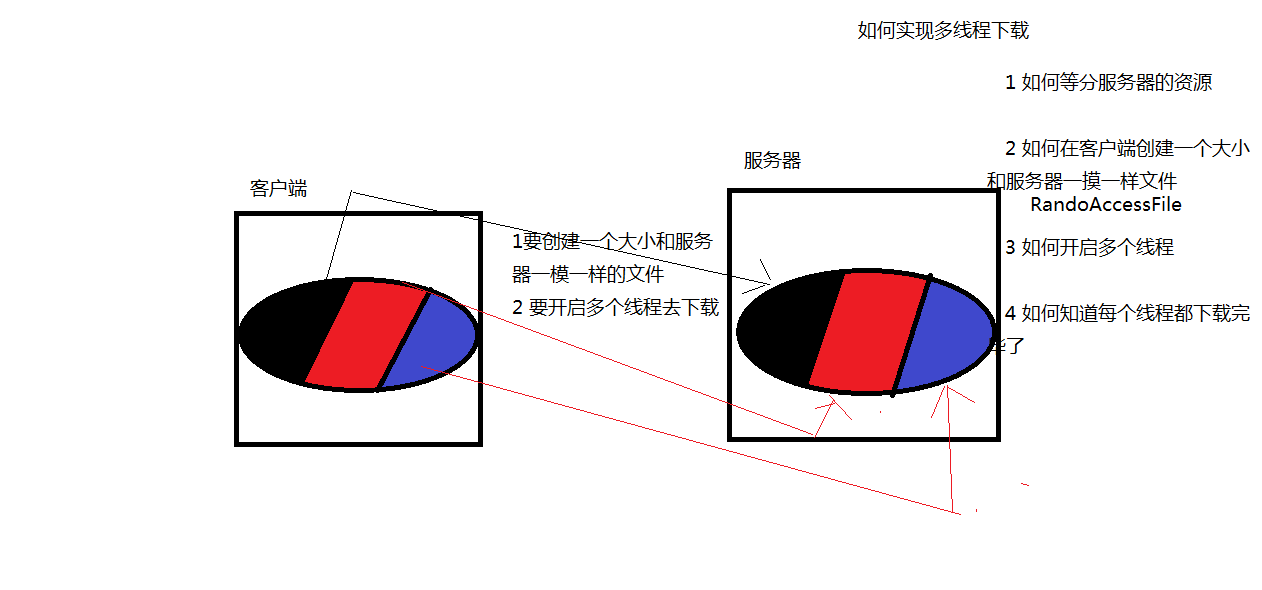 如何实现多线程下载
1 如何等分服务器的资源
2 如何在客户端创建一个大小
和服务器一摸一样文件
RandoAccessFile
3 如何开启多个线程
4 如何知道每个线程都下载完
毕了
服务器
客户端
1要创建一个大小和服务
器一模一样的文件
2 要开启多个线程去下载